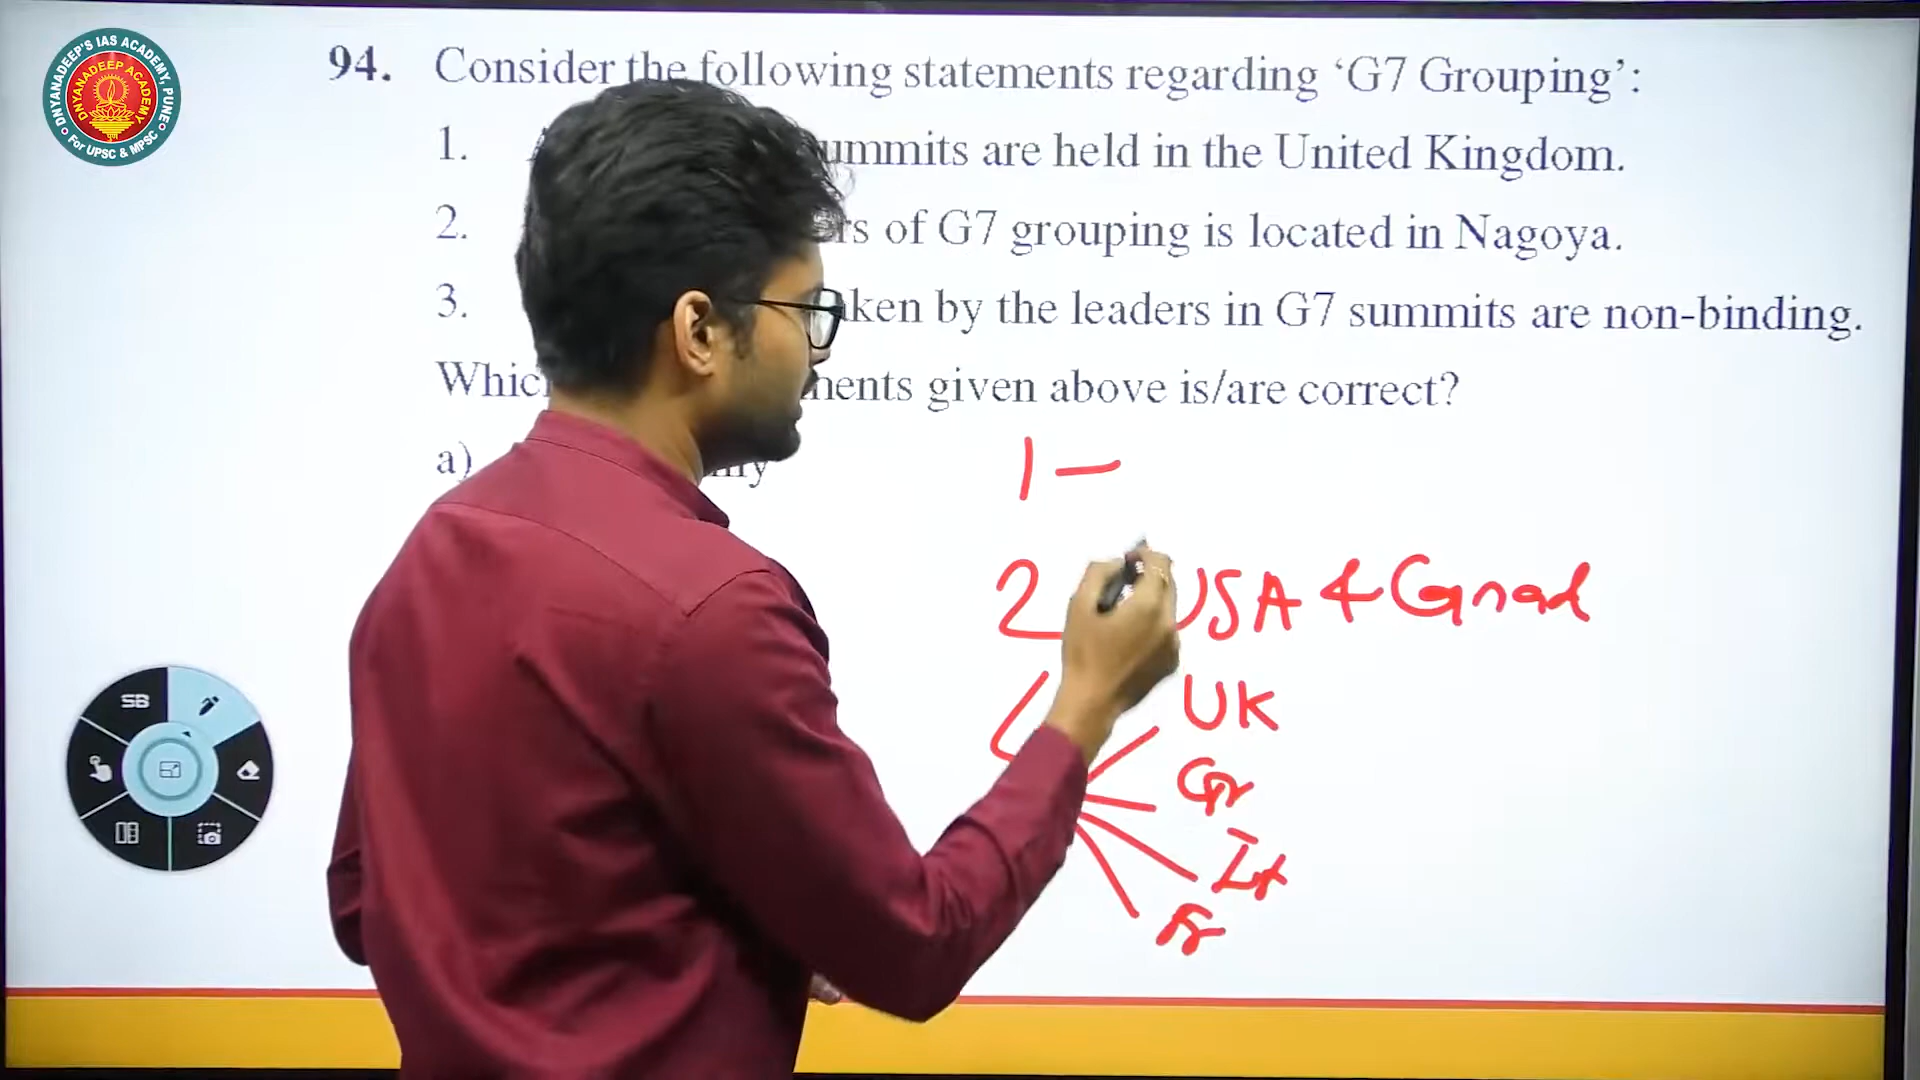 DNYANADEEP'S IAS ACADEMY, PUNE.
DNYANADEEP ACADEMY
पुणे
For UPSC & MPSC
94. Consider the following statements regarding ‘G7 Grouping’:
1. ummits are held in the United Kingdom.
2. rs of G7 grouping is located in Nagoya.
3. aken by the leaders in G7 summits are non-binding.
Whic ments given above is/are correct?
a)
1 —
2 USA &
UK
Gr
It
Fr
SB